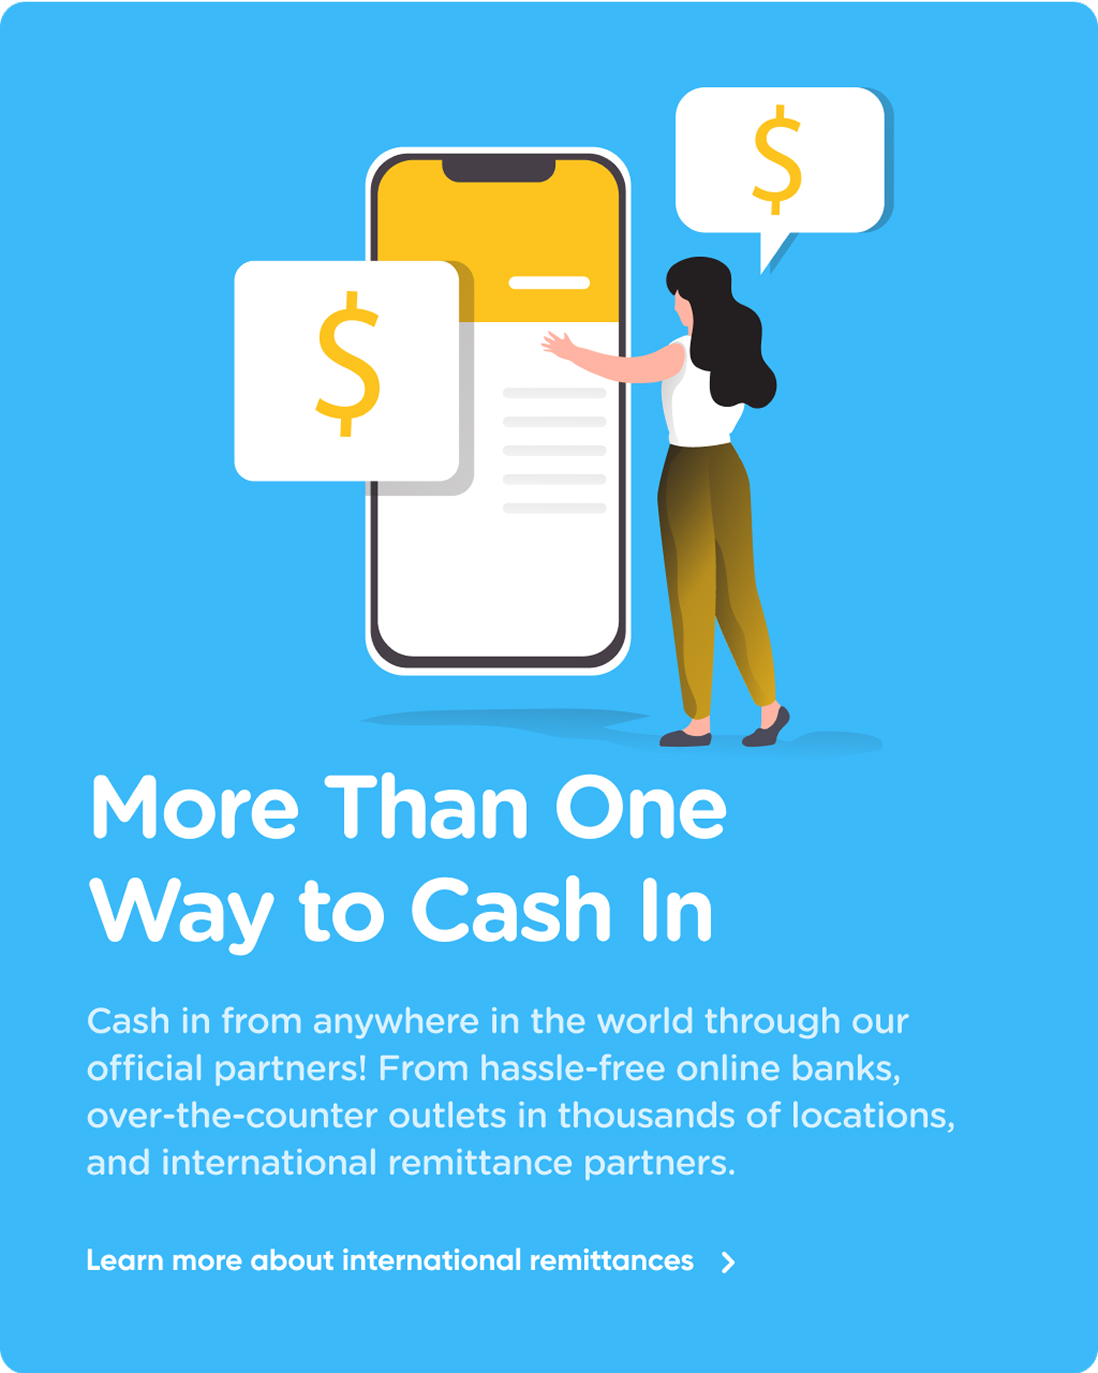 $
$
More Than One
Way to Cash In
Cash in from anywhere in the world through our
official partners! From hassle-free online banks,
over-the-counter outlets in thousands of locations,
and international remittance partners.
Learn more about international remittances